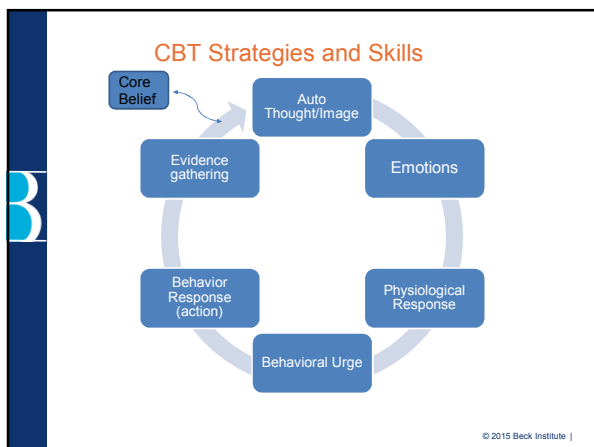 CBT Strategies and Skills
Core
Belief
Auto
Thought/Image
Emotions
Physiological
Response
Behavioral Urge
Behavior
Response
(action)
Evidence
gathering
© 2015 Beck Institute |